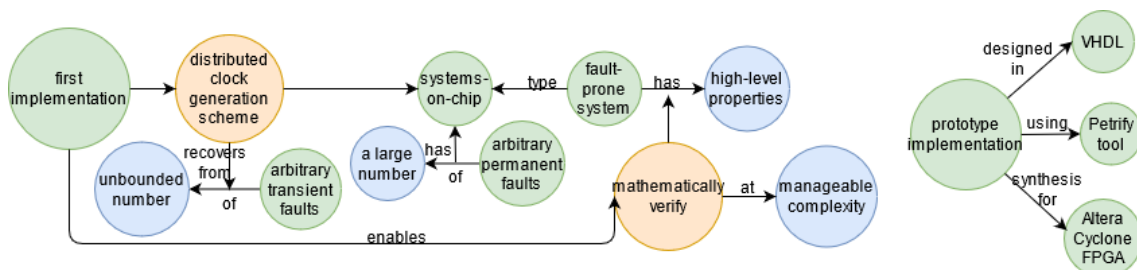 first
implementation
distributed
clock
generation
scheme
systems-
on-chip
type
fault-
prone
system
has
high-level
properties
recovers
from
of
unbounded
number
arbitrary
transient
faults
a large
number
has
of
arbitrary
permanent
faults
mathematically
verify
at
manageable
complexity
enables
prototype
implementation
designed
in
VHDL
using
Petrify
tool
synthesis
for
Altera
Cyclone
FPGA